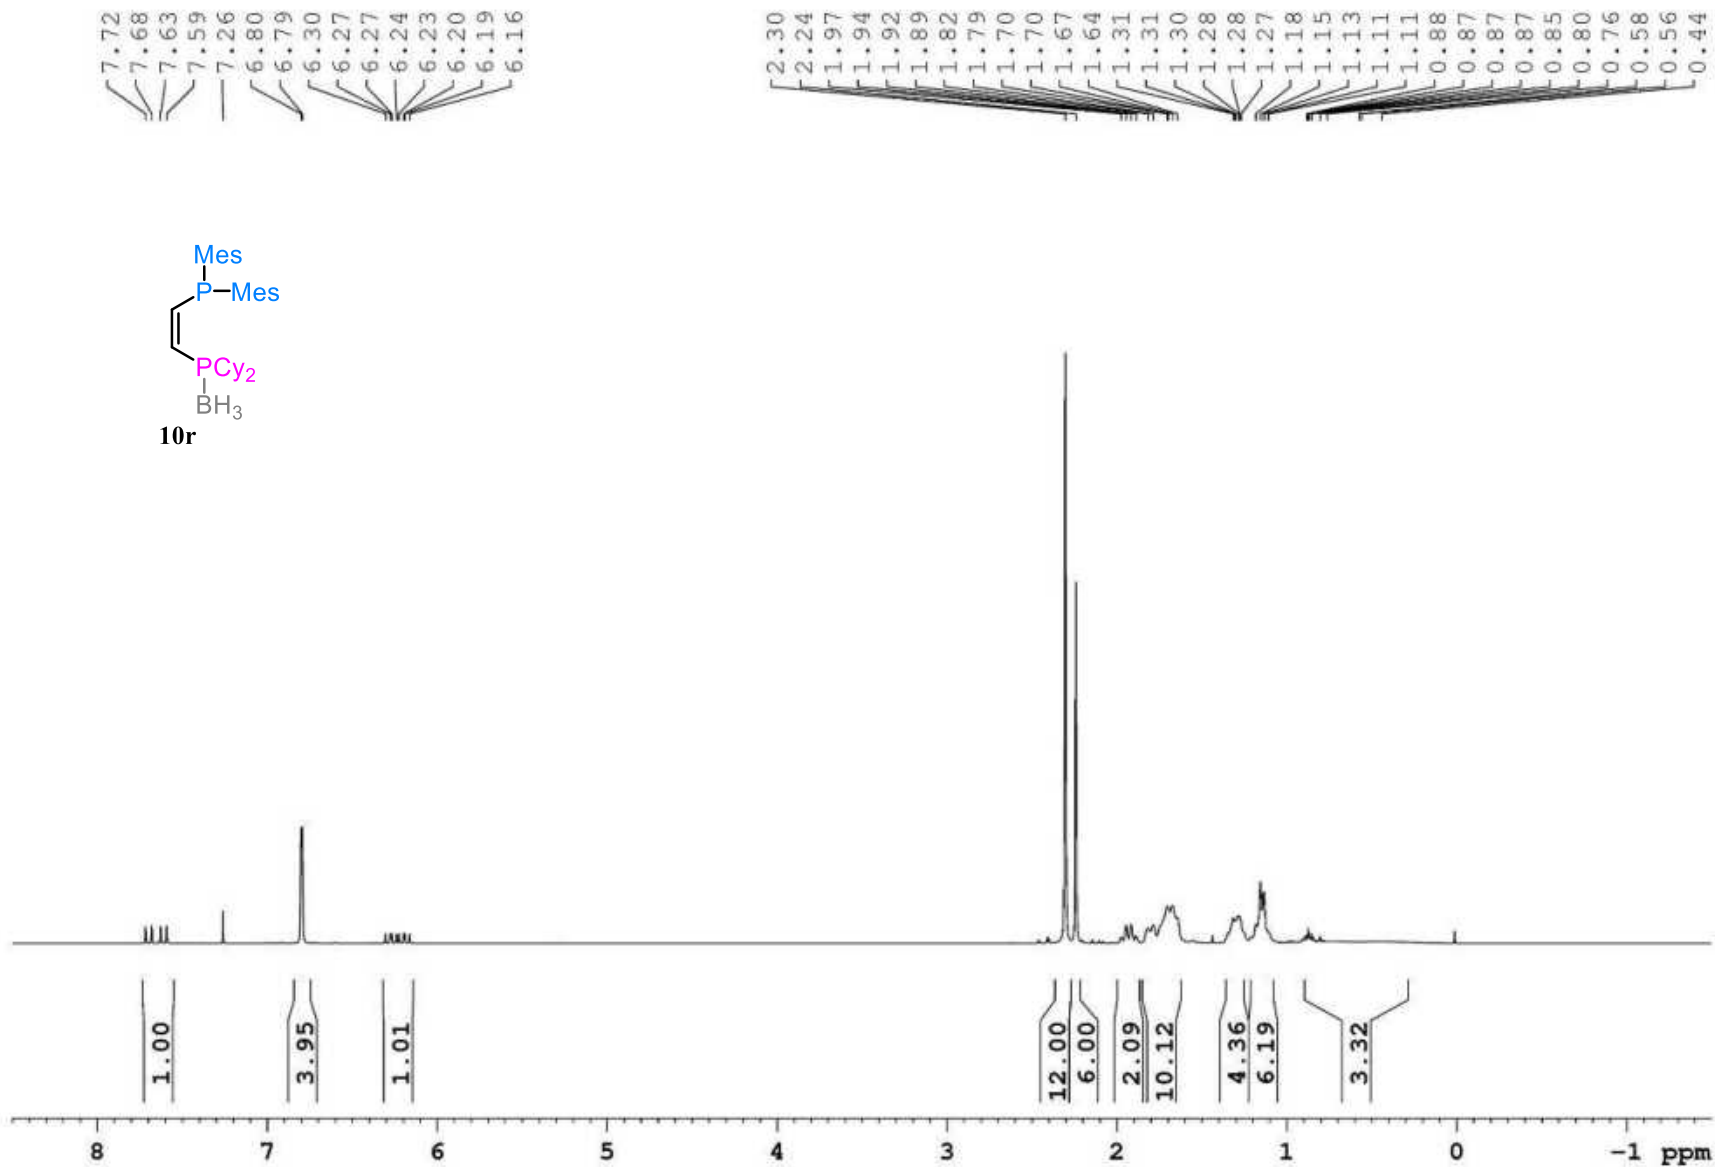 7.72 7.68 7.63 7.59 7.26 6.80 6.79 6.30 6.27 6.27 6.24 6.23 6.20 6.19 6.16
2.30 2.24 1.97 1.94 1.92 1.89 1.82 1.79 1.70 1.70 1.67 1.64 1.31 1.31 1.30 1.28 1.28 1.27 1.18 1.15 1.13 1.11 1.11 0.88 0.87 0.87 0.87 0.85 0.80 0.76 0.58 0.56 0.44
Mes
P Mes
PCy2
BH3
10r
1.00 3.95 1.01 12.00 6.00 2.09 10.12 4.36 6.19 3.32
8 7 6 5 4 3 2 1 0 -1 ppm